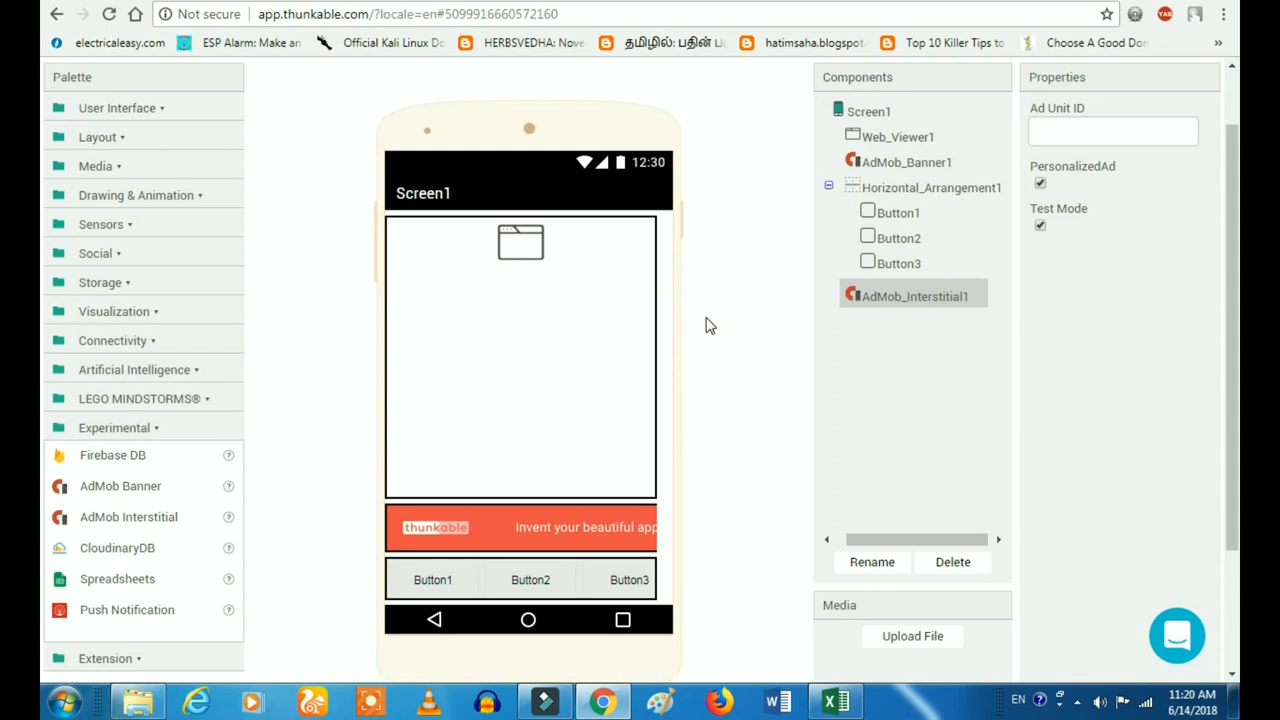 Not secure app.thunkable.com/?locale=en#5099916660572160
electricaleasy.com ESP Alarm: Make an Official Kali Linux Do HERBSVEDHA: Nove தமிழில்: பதின் ப hatimsaha.blogspot. Top 10 Killer Tips to Choose A Good Don »
Palette
User Interface
Layout
Media
Drawing & Animation
Sensors
Social
Storage
Visualization
Connectivity
Artificial Intelligence
LEGO MINDSTORMS®
Experimental
Firebase DB
AdMob Banner
AdMob Interstitial
CloudinaryDB
Spreadsheets
Push Notification
Extension
12:30
Screen1
thunkable Invent your beautiful app
Button1 Button2 Button3
Components
Screen1
Web_Viewer1
AdMob_Banner1
Horizontal_Arrangement1
Button1
Button2
Button3
AdMob_Interstitial1
Rename Delete
Media
Upload File
Properties
Ad Unit ID
PersonalizedAd
Test Mode
EN 11:20 AM
6/14/2018